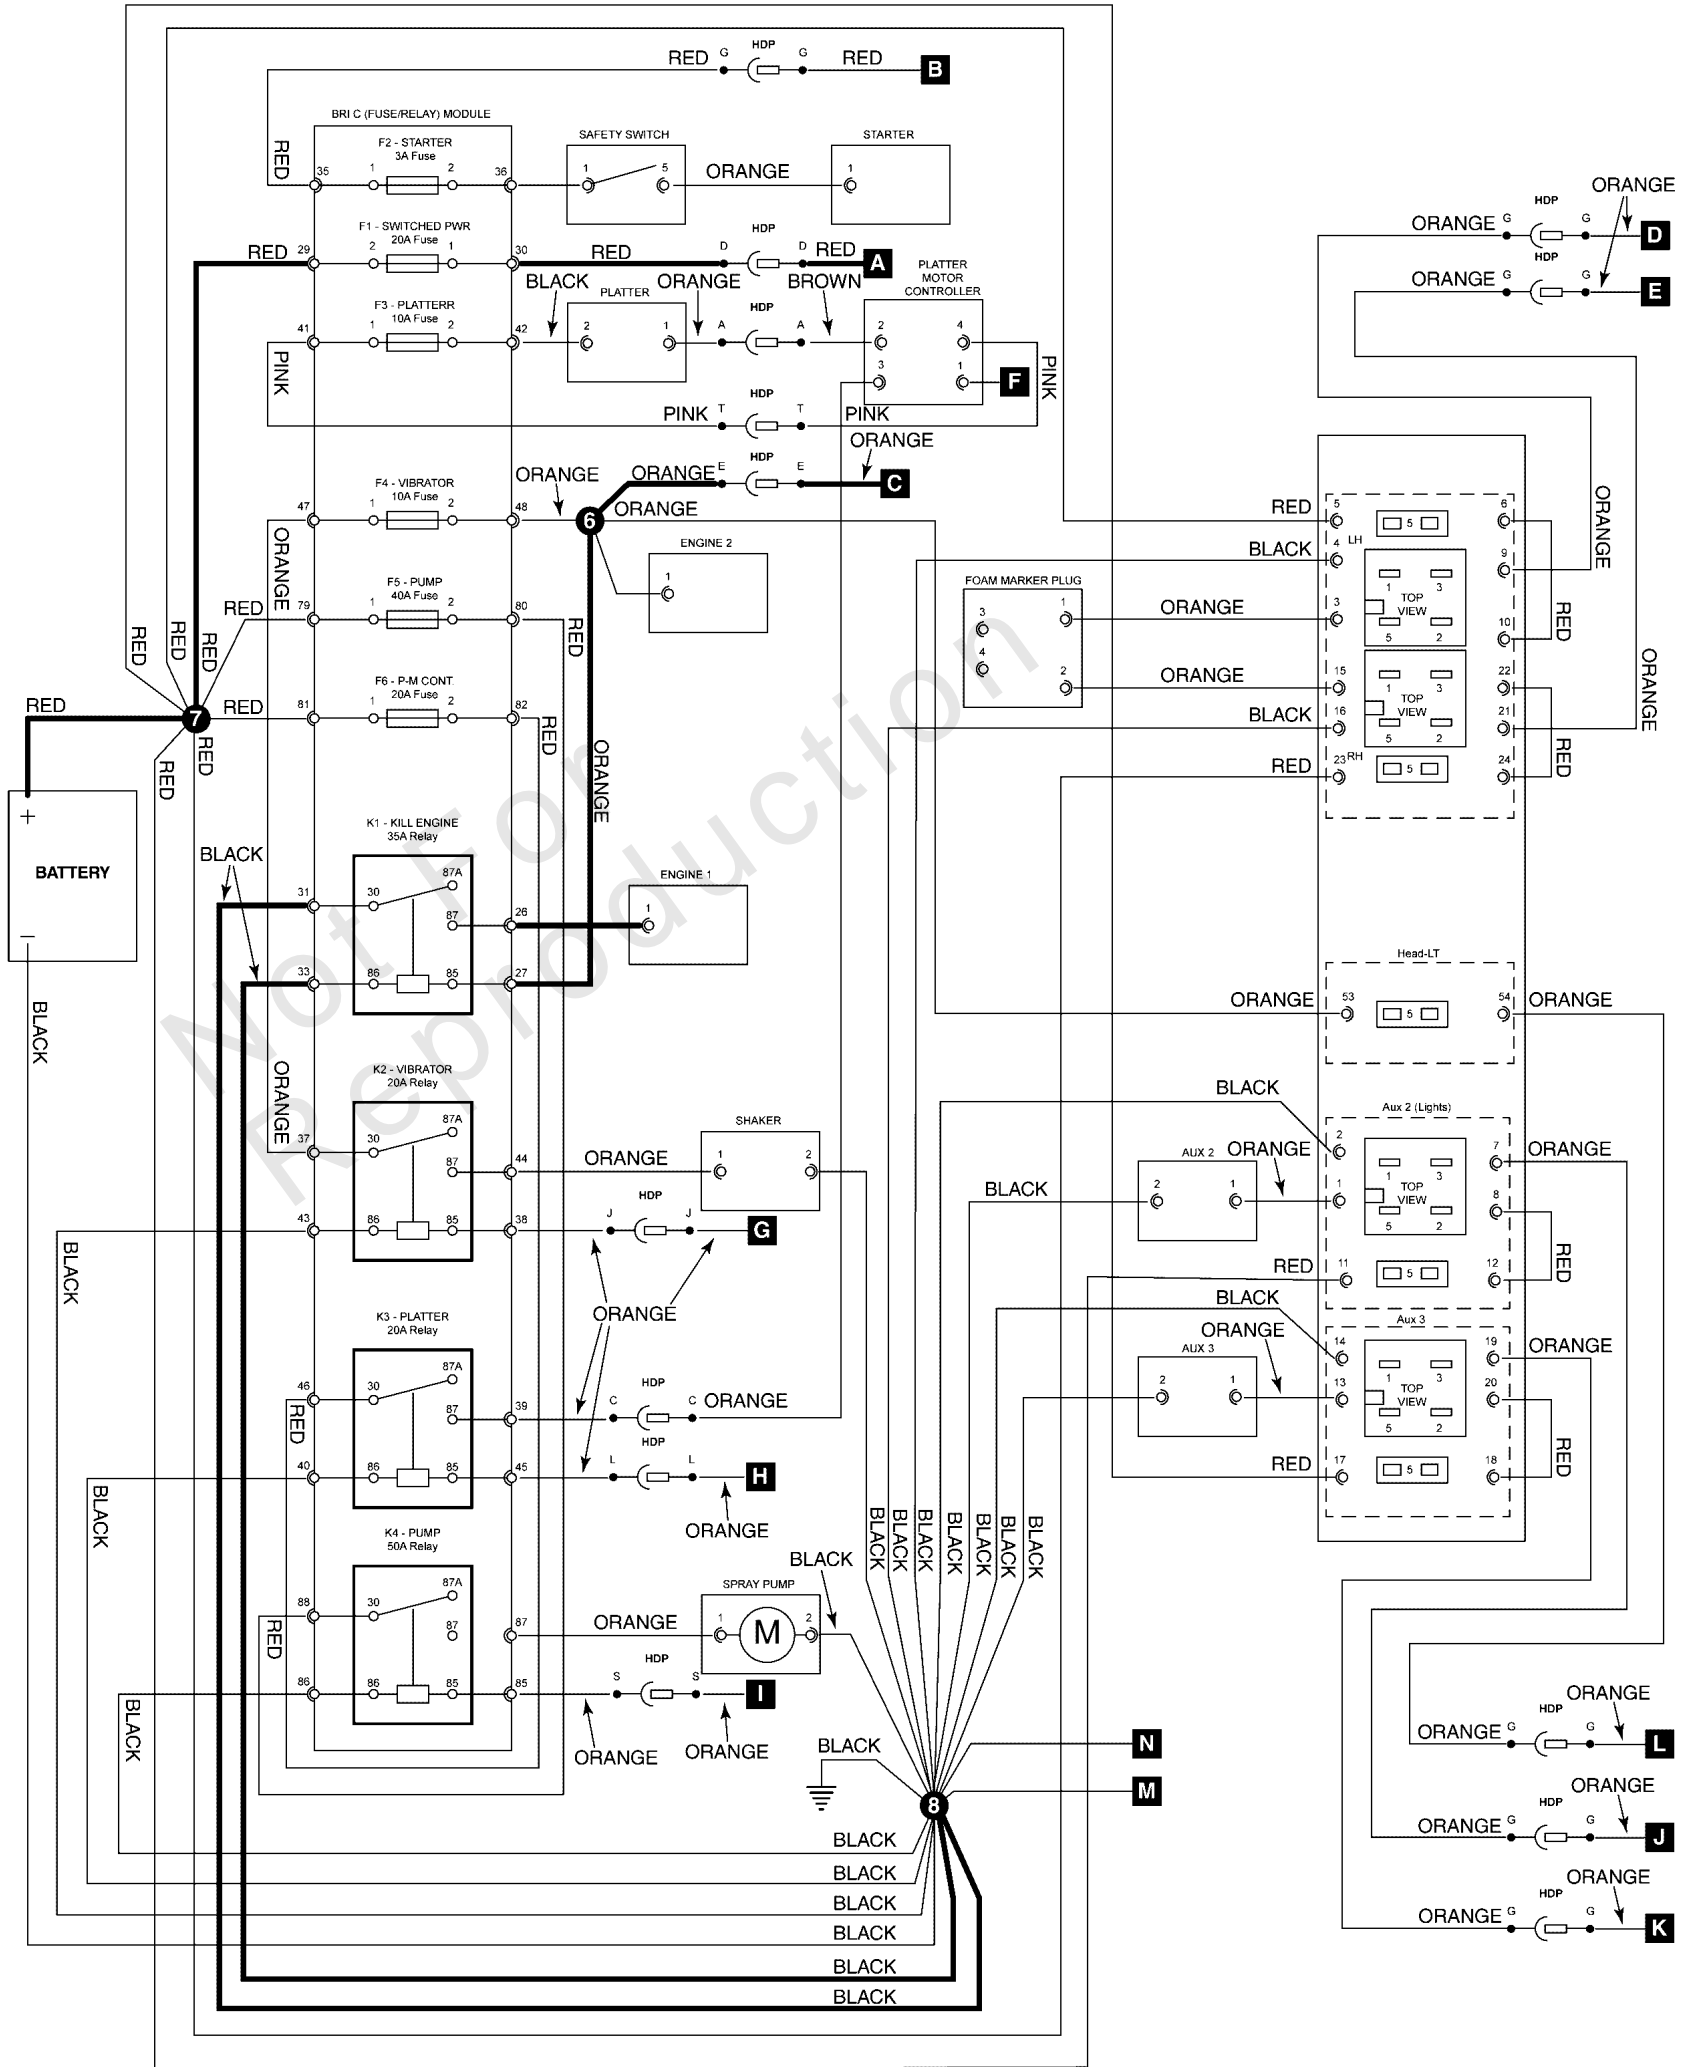 RED G HDP G RED B
BRI C (FUSE/RELAY) MODULE
F2 - STARTER
3A Fuse
RED 35 1 2 36
SAFETY SWITCH
1 5 ORANGE
STARTER
1
F1 - SWITCHED PWR
20A Fuse
RED 29 2 1 30 RED D HDP D RED A
F3 - PLATTERR
10A Fuse
41 1 2 42 BLACK
PLATTER
2 1 ORANGE A HDP A BROWN
PLATTER
MOTOR
CONTROLLER
2 4
3 1 F
PINK
PINK
PINK T HDP T PINK
ORANGE
ORANGE E HDP E C
F4 - VIBRATOR
10A Fuse
47 1 2 48 ORANGE 6 ORANGE
ORANGE
ENGINE 2
1
F5 - PUMP
40A Fuse
RED 79 1 2 80
RED
RED
RED
RED
F6 - P-M CONT.
20A Fuse
RED 7 RED 81 1 2 82
RED
RED
RED
ORANGE
+
BATTERY
–
BLACK
K1 - KILL ENGINE
35A Relay
BLACK
31 30 87A
87 26
33 86 85 27
ENGINE 1
1
Not For
Reproduction
K2 - VIBRATOR
20A Relay
ORANGE
37 30 87A
87 44 ORANGE
43 86 85 38 J HDP J G
BLACK
SHAKER
1 2
ORANGE
K3 - PLATTER
20A Relay
46 30 87A
RED
87 39 C HDP C ORANGE
40 86 85 45 L HDP L H
BLACK
ORANGE
K4 - PUMP
50A Relay
88 30 87A
RED
87 87 ORANGE
86 86 85 85 S HDP S I
BLACK
ORANGE
ORANGE
SPRAY PUMP
1 M 2
BLACK
BLACK
BLACK
BLACK
BLACK
BLACK
BLACK
BLACK
BLACK
8
N
M
BLACK
BLACK
BLACK
BLACK
BLACK
BLACK
ORANGE
ORANGE G HDP G D
ORANGE G HDP G E
RED 5 5 6
BLACK 4 LH 9
ORANGE
1 3
TOP
VIEW
5 2
FOAM MARKER PLUG
3 1 ORANGE 3 10 RED
4
2 ORANGE 15 22
1 3
TOP
VIEW
5 2
BLACK 16 21
ORANGE
RED 23 RH 5 24 RED
Head-LT
ORANGE 53 5 54 ORANGE
Aux 2 (Lights)
BLACK 2 7 ORANGE
1 3
TOP
VIEW
5 2
AUX 2
BLACK 2 1 ORANGE 1 8
RED 11 5 12 RED
Aux 3
BLACK 14 19 ORANGE
1 3
TOP
VIEW
5 2
AUX 3
2 1 ORANGE 13 20
RED 17 5 18 RED
ORANGE
ORANGE G HDP G L
ORANGE
ORANGE G HDP G J
ORANGE
ORANGE G HDP G K